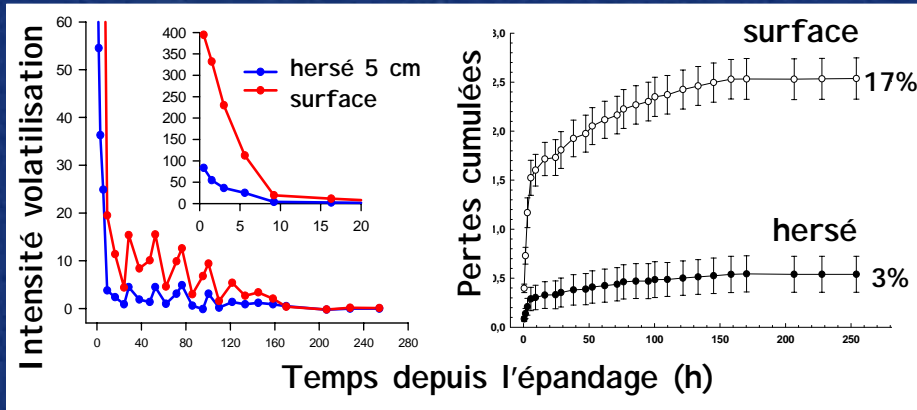 Intensité volatilisation
60
50
40
30
20
10
0
0 40 80 120 160 200 240 280
400
350
300
250
200
150
100
50
0
0 5 10 15 20
hersé 5 cm
surface
Pertes cumulées
3,0
2,5
2,0
1,5
1,0
0,5
0,0
0 50 100 150 200 250
surface
17%
hersé
3%
Temps depuis l'épandage (h)